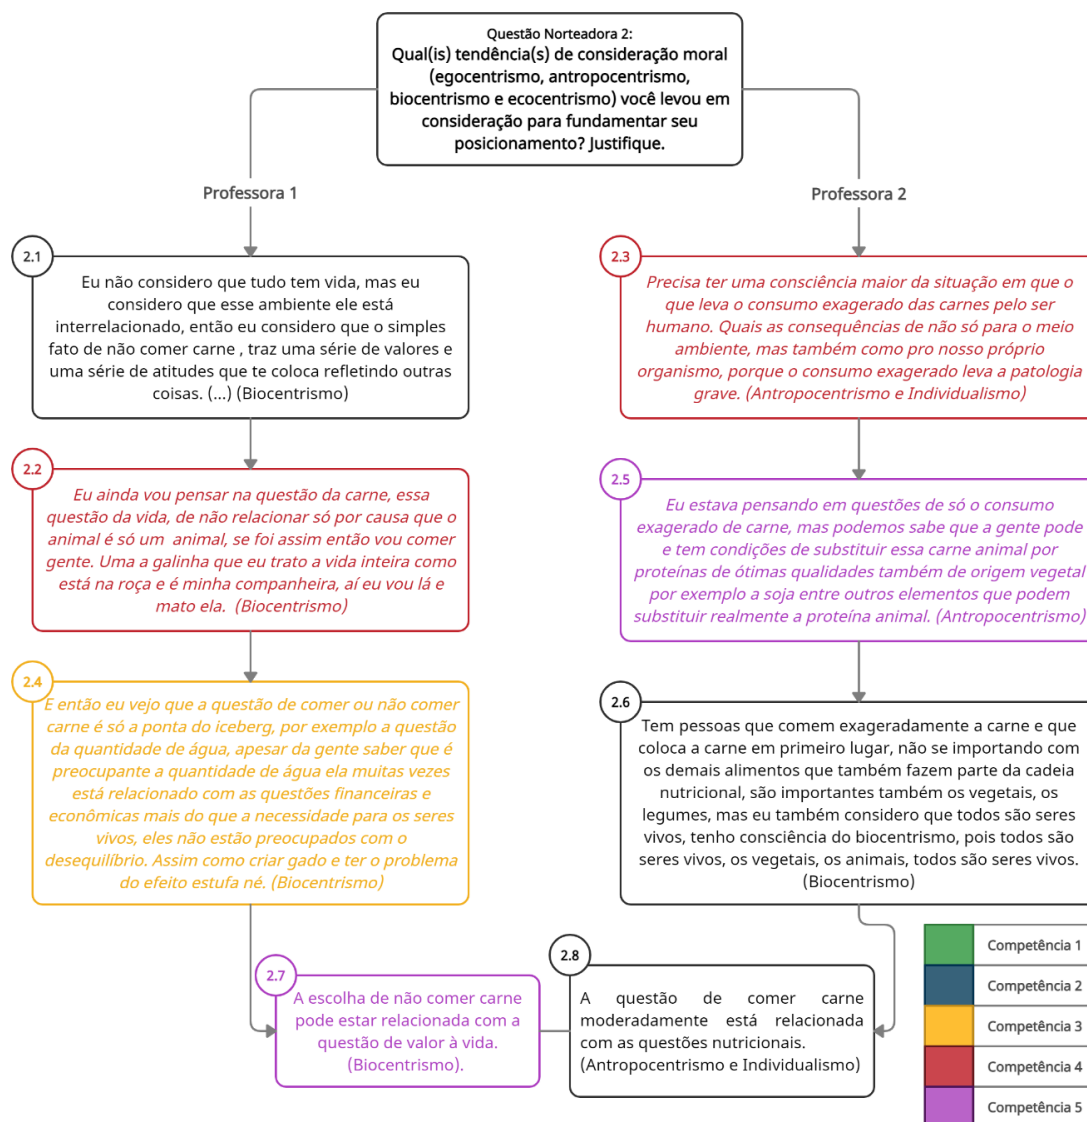 Questão Norteadora 2:
Qual(is) tendência(s) de consideração moral
(egocentrismo, antropocentrismo,
biocentrismo e ecocentrismo) você levou em
consideração para fundamentar seu
posicionamento? Justifique.
Professora 1
Professora 2
2.1
Eu não considero que tudo tem vida, mas eu
considero que esse ambiente ele está
interrelacionado, então eu considero que o simples
fato de não comer carne , traz uma série de valores e
uma série de atitudes que te coloca refletindo outras
coisas. (...) (Biocentrismo)
2.3
Precisa ter uma consciência maior da situação em que o
que leva o consumo exagerado das carnes pelo ser
humano. Quais as consequências de não só para o meio
ambiente, mas também como pro nosso próprio
organismo, porque o consumo exagerado leva a patologia
grave. (Antropocentrismo e Individualismo)
2.2
Eu ainda vou pensar na questão da carne, essa
questão da vida, de não relacionar só por causa que o
animal é só um animal, se foi assim então vou comer
gente. Uma a galinha que eu trato a vida inteira como
está na roça e é minha companheira, aí eu vou lá e
mato ela. (Biocentrismo)
2.5
Eu estava pensando em questões de só o consumo
exagerado de carne, mas podemos sabe que a gente pode
e tem condições de substituir essa carne animal por
proteínas de ótimas qualidades também de origem vegetal
por exemplo a soja entre outros elementos que podem
substituir realmente a proteína animal. (Antropocentrismo)
2.4
E então eu vejo que a questão de comer ou não comer
carne é só a ponta do iceberg, por exemplo a questão
da quantidade de água, apesar da gente saber que é
preocupante a quantidade de água ela muitas vezes
está relacionado com as questões financeiras e
econômicas mais do que a necessidade para os seres
vivos, eles não estão preocupados com o
desequilíbrio. Assim como criar gado e ter o problema
do efeito estufa né. (Biocentrismo)
2.6
Tem pessoas que comem exageradamente a carne e que
coloca a carne em primeiro lugar, não se importando com
os demais alimentos que também fazem parte da cadeia
nutricional, são importantes também os vegetais, os
legumes, mas eu também considero que todos são seres
vivos, tenho consciência do biocentrismo, pois todos são
seres vivos, os vegetais, os animais, todos são seres vivos.
(Biocentrismo)
2.7
A escolha de não comer carne
pode estar relacionada com a
questão de valor à vida.
(Biocentrismo).
2.8
A questão de comer carne
moderadamente está relacionada
com as questões nutricionais.
(Antropocentrismo e Individualismo)
Competência 1
Competência 2
Competência 3
Competência 4
Competência 5